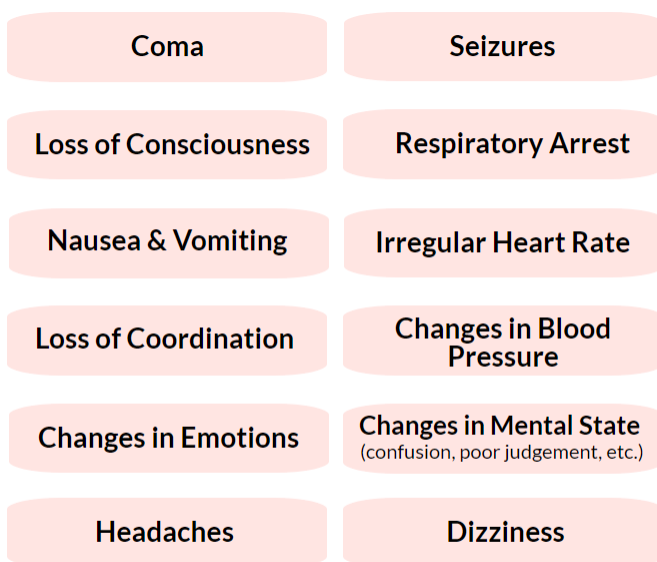 Coma
Seizures
Loss of Consciousness
Respiratory Arrest
Nausea & Vomiting
Irregular Heart Rate
Loss of Coordination
Changes in Blood
Pressure
Changes in Emotions
Changes in Mental State
(confusion, poor judgement, etc.)
Headaches
Dizziness